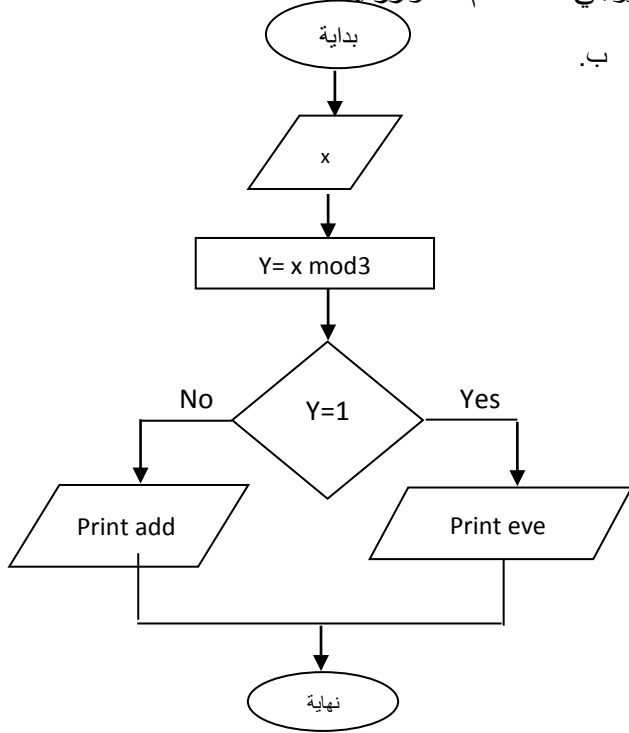 بداية
ب.
x
Y= x mod3
No
Y=1
Yes
Print add
Print eve
نهاية